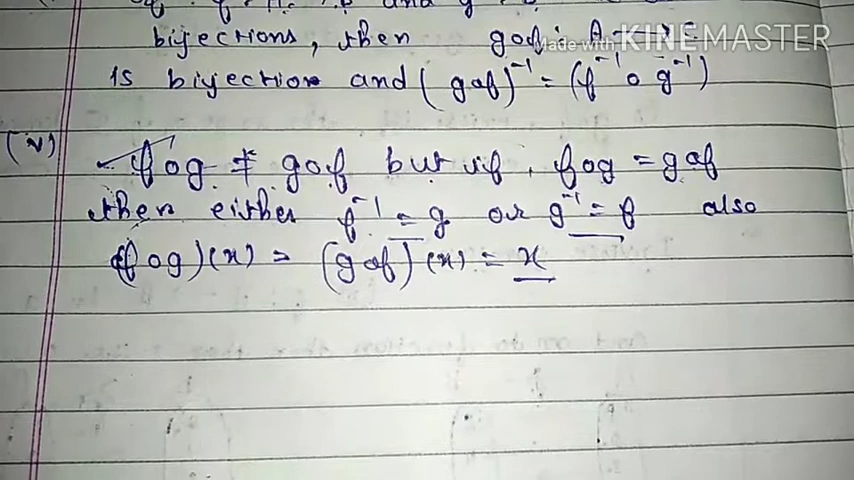 and g
bijections, then gof: A → C
Made with KINEMASTER
is bijection and (gof)⁻¹ = (f⁻¹ o g⁻¹)
(v)
fog ≠ gof but if, fog = gof
then either f⁻¹ = g or g⁻¹ = f also
(fog)(x) = (gof)(x) = x